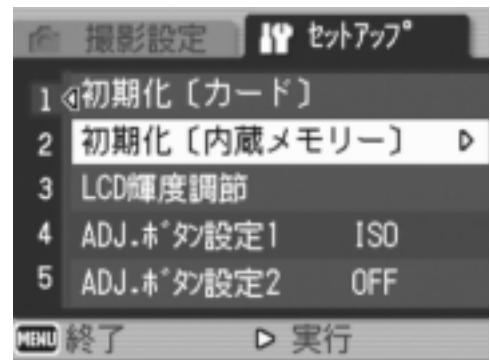 撮影設定 セットアップ
1 初期化〔カード〕
2 初期化〔内蔵メモリー〕
3 LCD輝度調節
4 ADJ.ボタン設定1 ISO
5 ADJ.ボタン設定2 OFF
MENU 終了 実行